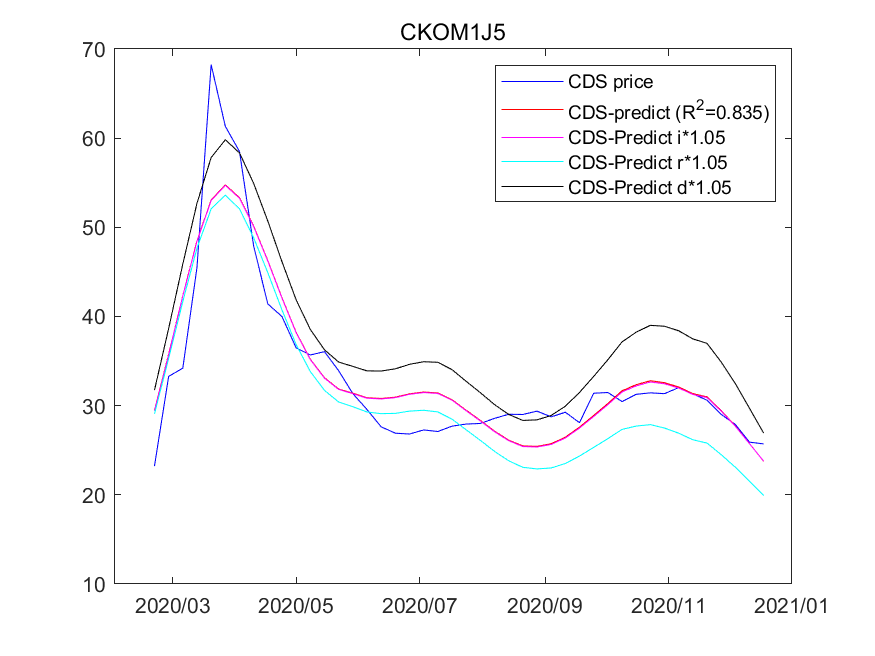 CKOM1J5
70
60
50
40
30
20
10
CDS price
CDS-predict (R²=0.835)
CDS-Predict i*1.05
CDS-Predict r*1.05
CDS-Predict d*1.05
2020/03 2020/05 2020/07 2020/09 2020/11 2021/01